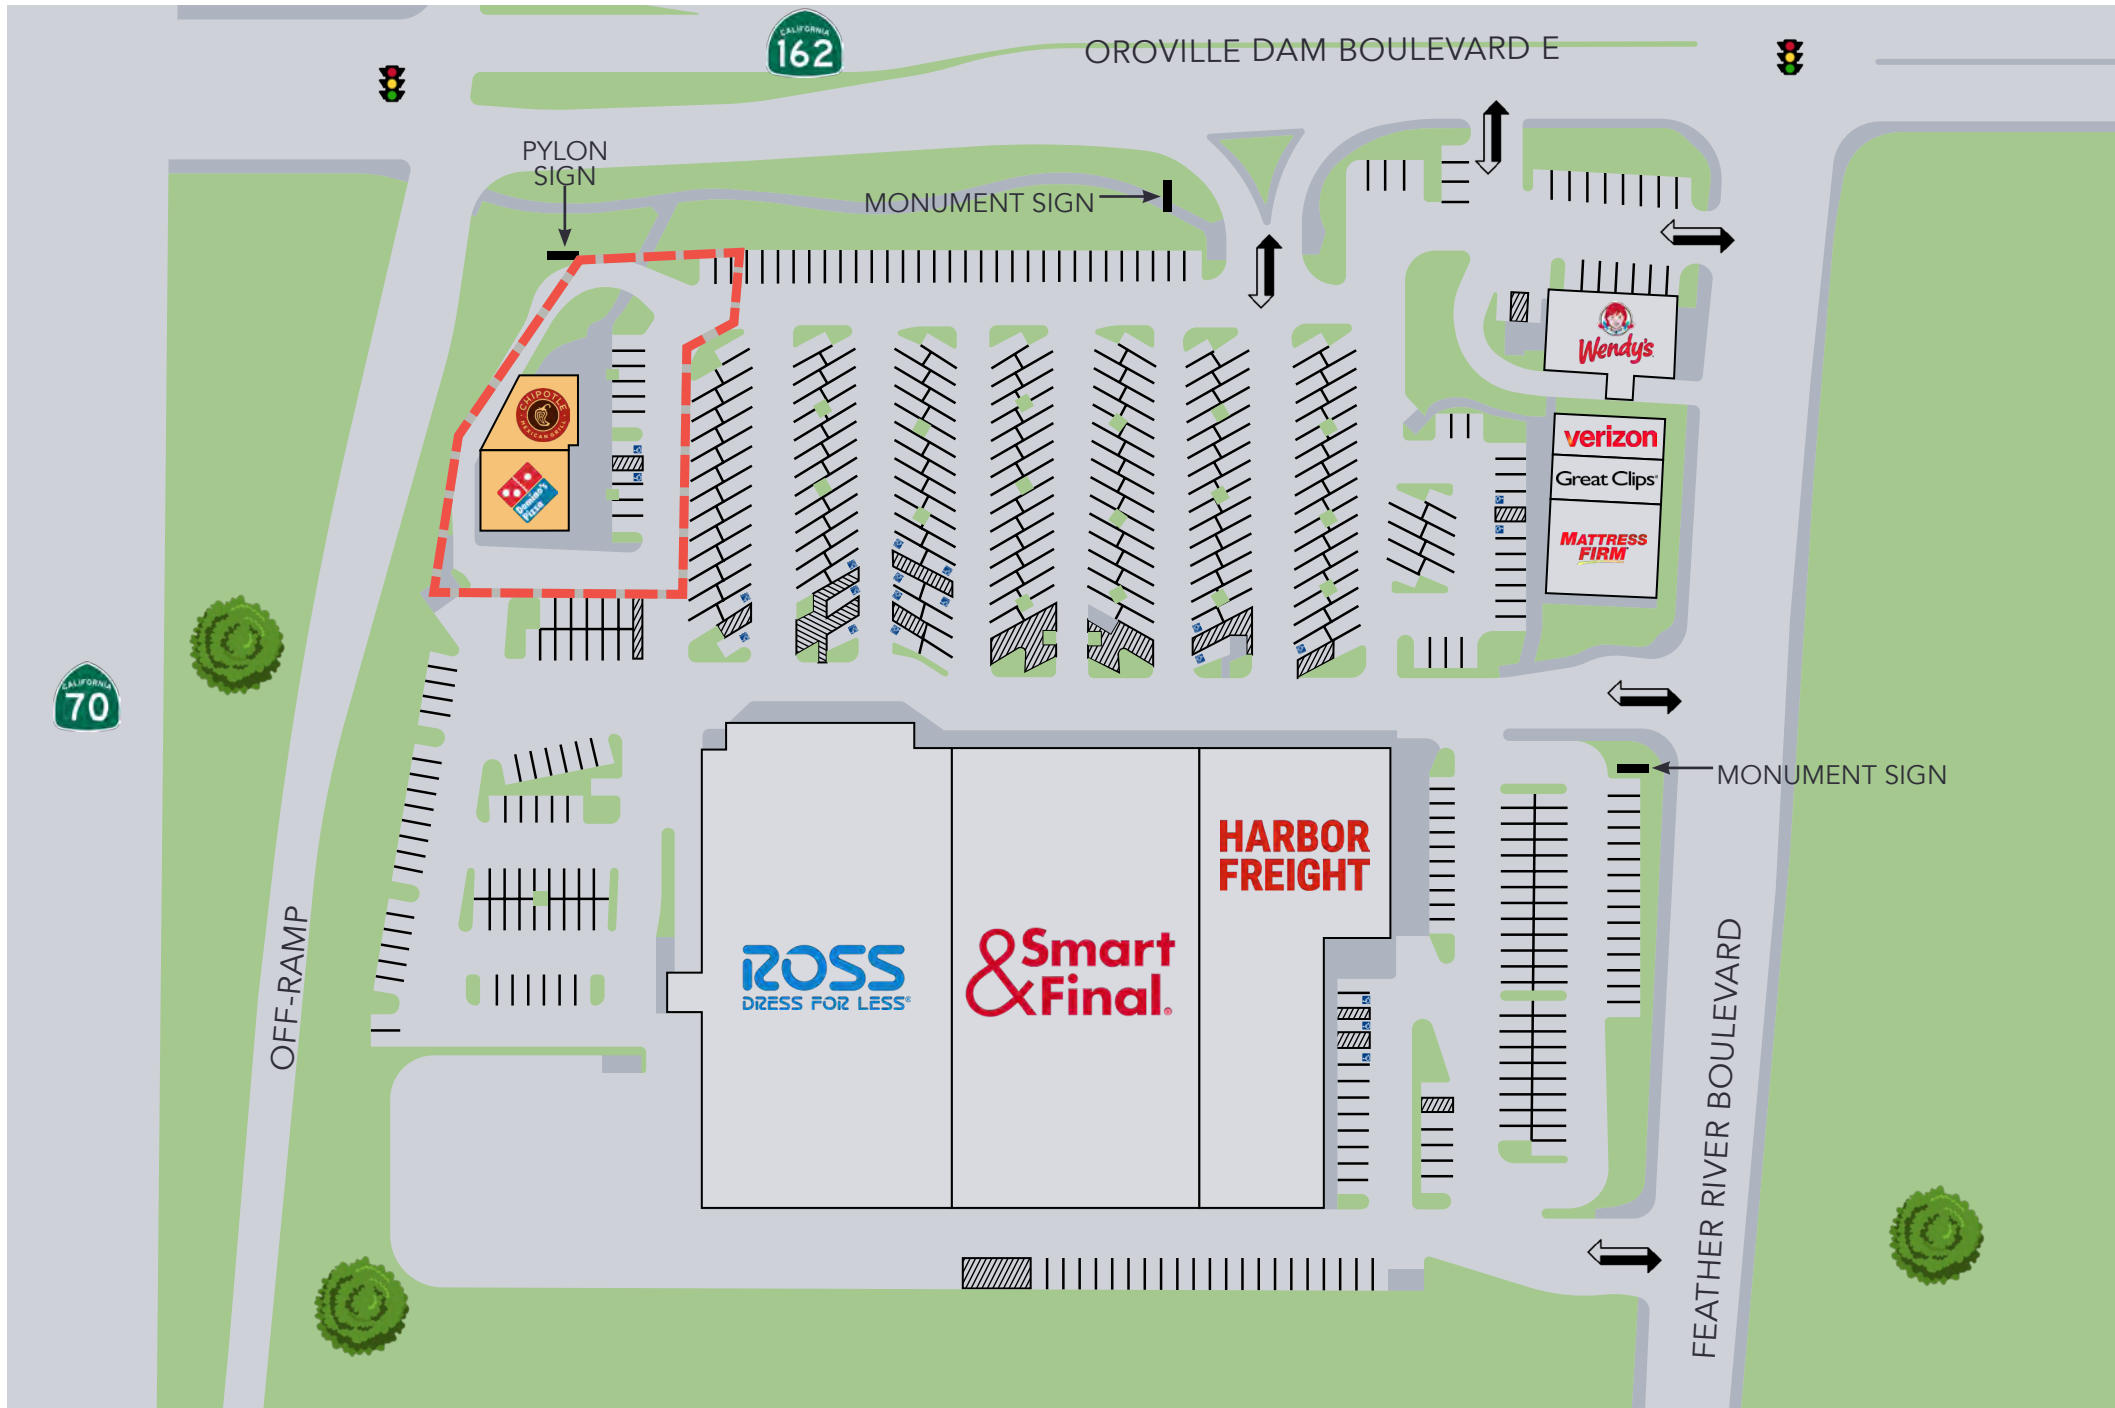 CALIFORNIA
162
OROVILLE DAM BOULEVARD E
PYLON
SIGN
MONUMENT SIGN
Wendy's
CHIPOTLE
MEXICAN GRILL
verizon
Great Clips®
Domino's
Pizza
MATTRESS
FIRM
CALIFORNIA
70
MONUMENT SIGN
HARBOR
FREIGHT
ROSS
DRESS FOR LESS®
Smart
&Final®
OFF-RAMP
FEATHER RIVER BOULEVARD